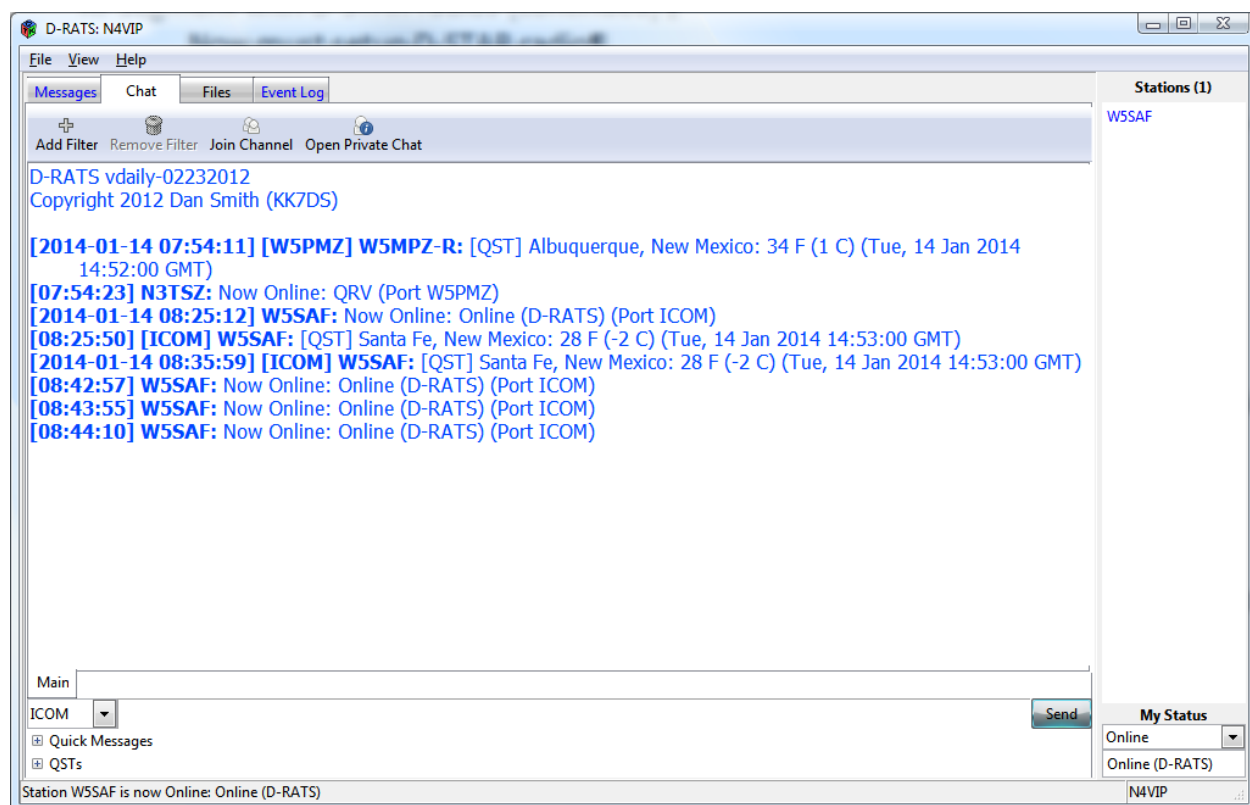 D-RATS: N4VIP
File View Help
Messages Chat Files Event Log
Add Filter Remove Filter Join Channel Open Private Chat
D-RATS vdaily-02232012
Copyright 2012 Dan Smith (KK7DS)
[2014-01-14 07:54:11] [W5PMZ] W5MPZ-R: [QST] Albuquerque, New Mexico: 34 F (1 C) (Tue, 14 Jan 2014
14:52:00 GMT)
[07:54:23] N3TSZ: Now Online: QRV (Port W5PMZ)
[2014-01-14 08:25:12] W5SAF: Now Online: Online (D-RATS) (Port ICOM)
[08:25:50] [ICOM] W5SAF: [QST] Santa Fe, New Mexico: 28 F (-2 C) (Tue, 14 Jan 2014 14:53:00 GMT)
[2014-01-14 08:35:59] [ICOM] W5SAF: [QST] Santa Fe, New Mexico: 28 F (-2 C) (Tue, 14 Jan 2014 14:53:00 GMT)
[08:42:57] W5SAF: Now Online: Online (D-RATS) (Port ICOM)
[08:43:55] W5SAF: Now Online: Online (D-RATS) (Port ICOM)
[08:44:10] W5SAF: Now Online: Online (D-RATS) (Port ICOM)
Main
ICOM Send
Quick Messages
QSTs
Stations (1)
W5SAF
My Status
Online
Online (D-RATS)
Station W5SAF is now Online: Online (D-RATS) N4VIP